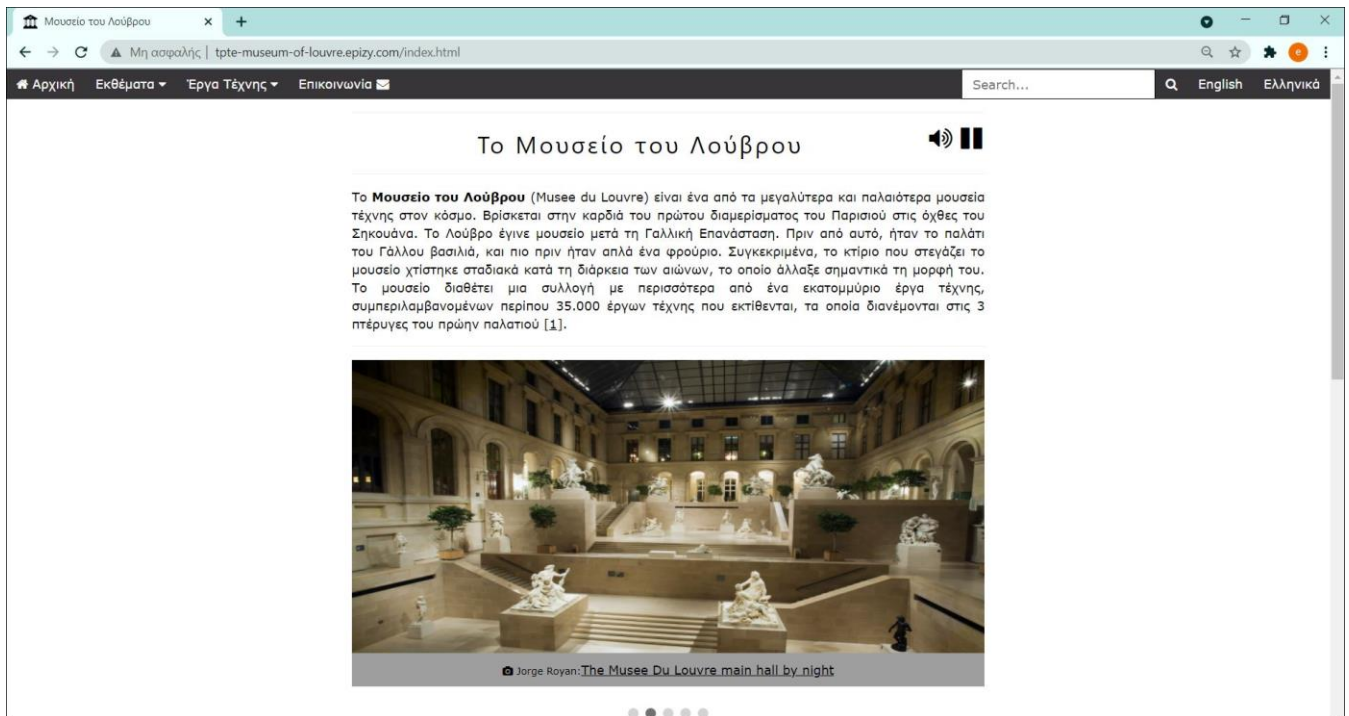 Μουσείο του Λούβρου
Μη ασφαλής | tpte-museum-of-louvre.epizy.com/index.html
e
Αρχική Εκθέματα Έργα Τέχνης Επικοινωνία Search... English Ελληνικά
Το Μουσείο του Λούβρου
Το Μουσείο του Λούβρου (Musee du Louvre) είναι ένα από τα μεγαλύτερα και παλαιότερα μουσεία
τέχνης στον κόσμο. Βρίσκεται στην καρδιά του πρώτου διαμερίσματος του Παρισιού στις όχθες του
Σηκουάνα. Το Λούβρο έγινε μουσείο μετά τη Γαλλική Επανάσταση. Πριν από αυτό, ήταν το παλάτι
του Γάλλου βασιλιά, και πιο πριν ήταν απλά ένα φρούριο. Συγκεκριμένα, το κτίριο που στεγάζει το
μουσείο χτίστηκε σταδιακά κατά τη διάρκεια των αιώνων, το οποίο άλλαξε σημαντικά τη μορφή του.
Το μουσείο διαθέτει μια συλλογή με περισσότερα από ένα εκατομμύριο έργα τέχνης,
συμπεριλαμβανομένων περίπου 35.000 έργων τέχνης που εκτίθενται, τα οποία διανέμονται στις 3
πτέρυγες του πρώην παλατιού [1].
Jorge Royan:The Musee Du Louvre main hall by night